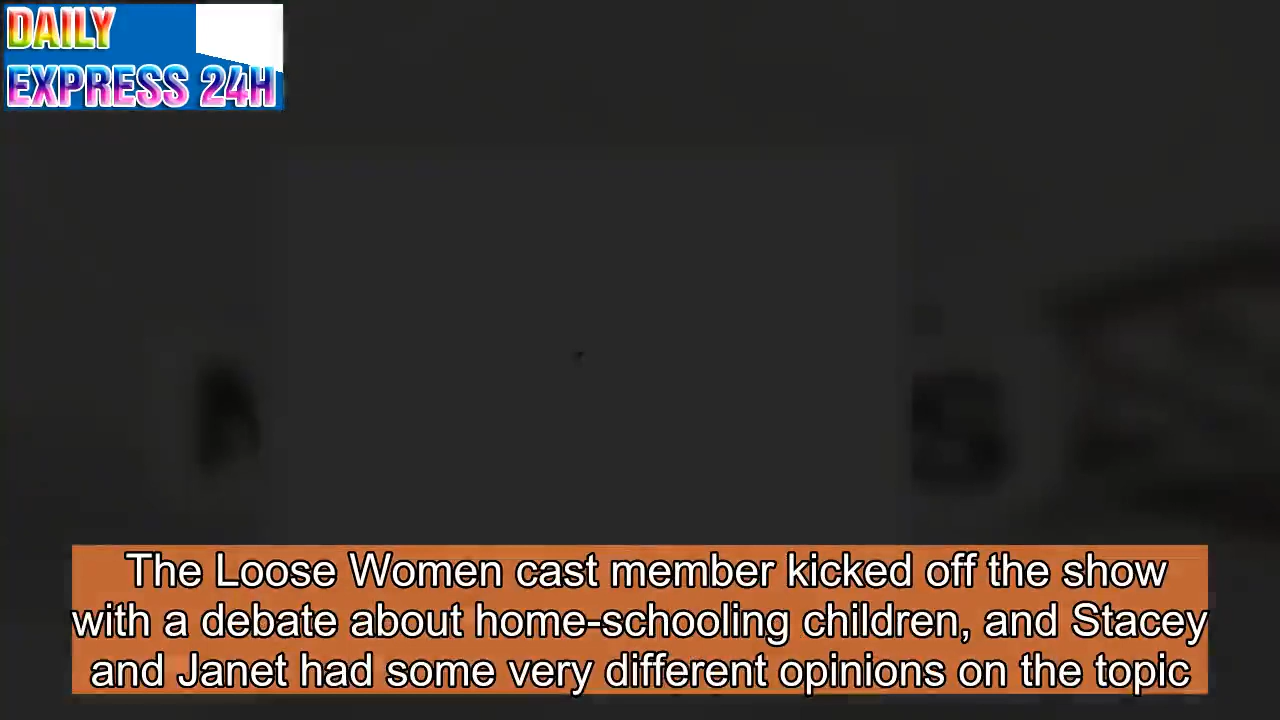 DAILY
EXPRESS 24H
The Loose Women cast member kicked off the show
with a debate about home-schooling children, and Stacey
and Janet had some very different opinions on the topic